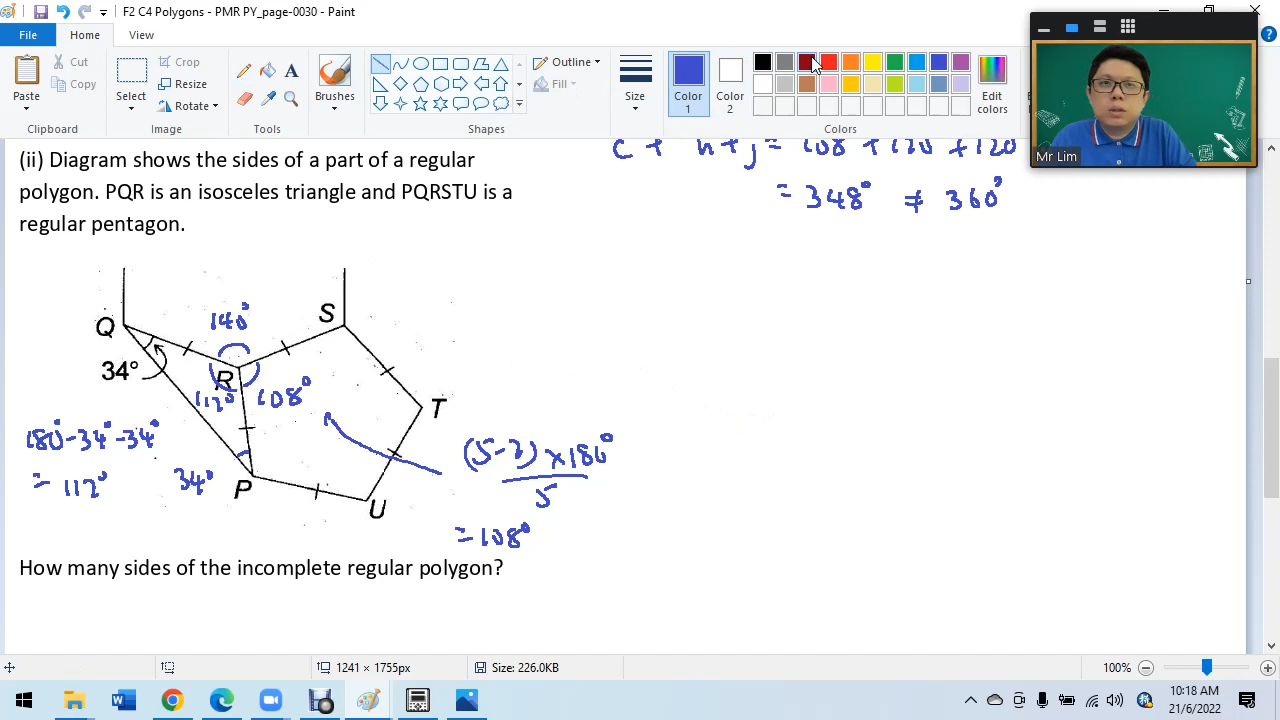 F2 C4 Polygons - PMR PY_page-0030 - Paint
File Home View
Paste Cut Copy Select Crop Resize Rotate Brushes Size Outline Fill Color 1 Color 2 Edit colors
Clipboard Image Tools Shapes Colors
Mr Lim
(ii) Diagram shows the sides of a part of a regular
polygon. PQR is an isosceles triangle and PQRSTU is a
regular pentagon.
c + h + j = 108 + 120 + 120
= 348° ≠ 360°
Q 140° S
34° R
112° 108° T
180°-34°-34°
= 112° 34° P U
(5-2) × 180°
5
= 108°
How many sides of the incomplete regular polygon?
1241 × 1755px Size: 226.0KB 100%
10:18 AM
21/6/2022